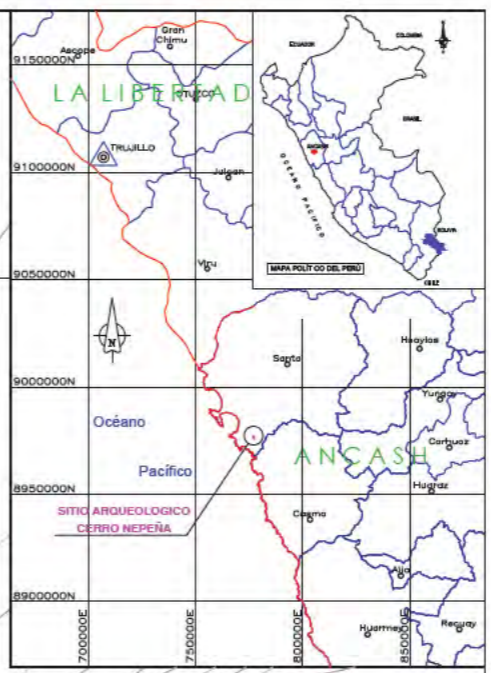 Gran
Chimu
Ascope
9150000N
LA LIBERTAD
TRUJILLO
9100000N
Julcan
Viru
9050000N
N
ECUADOR
COLOMBIA
BRASIL
ANCASH
OCEANO PACIFICO
BOLIVIA
CHILE
MAPA POLÍTICO DEL PERÚ
Santa
Huaylas
9000000N
Yungay
Océano
Carhuaz
ANCASH
Pacífico
Huaraz
8950000N
SITIO ARQUEOLOGICO
CERRO NEPEÑA
Casma
Aija
8900000N
Huarmey
Recuay
700000E
750000E
800000E
850000E